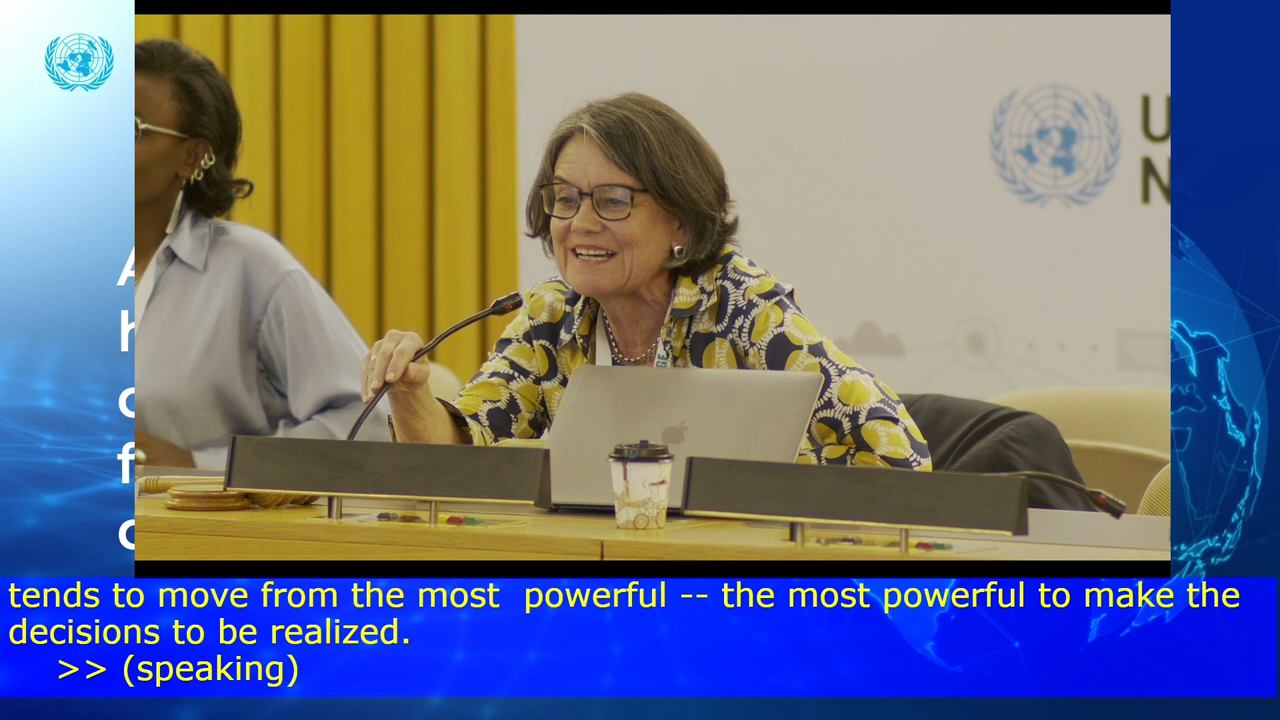 U
N
A
h
f
tends to move from the most  powerful -- the most powerful to make the
decisions to be realized.
>> (speaking)